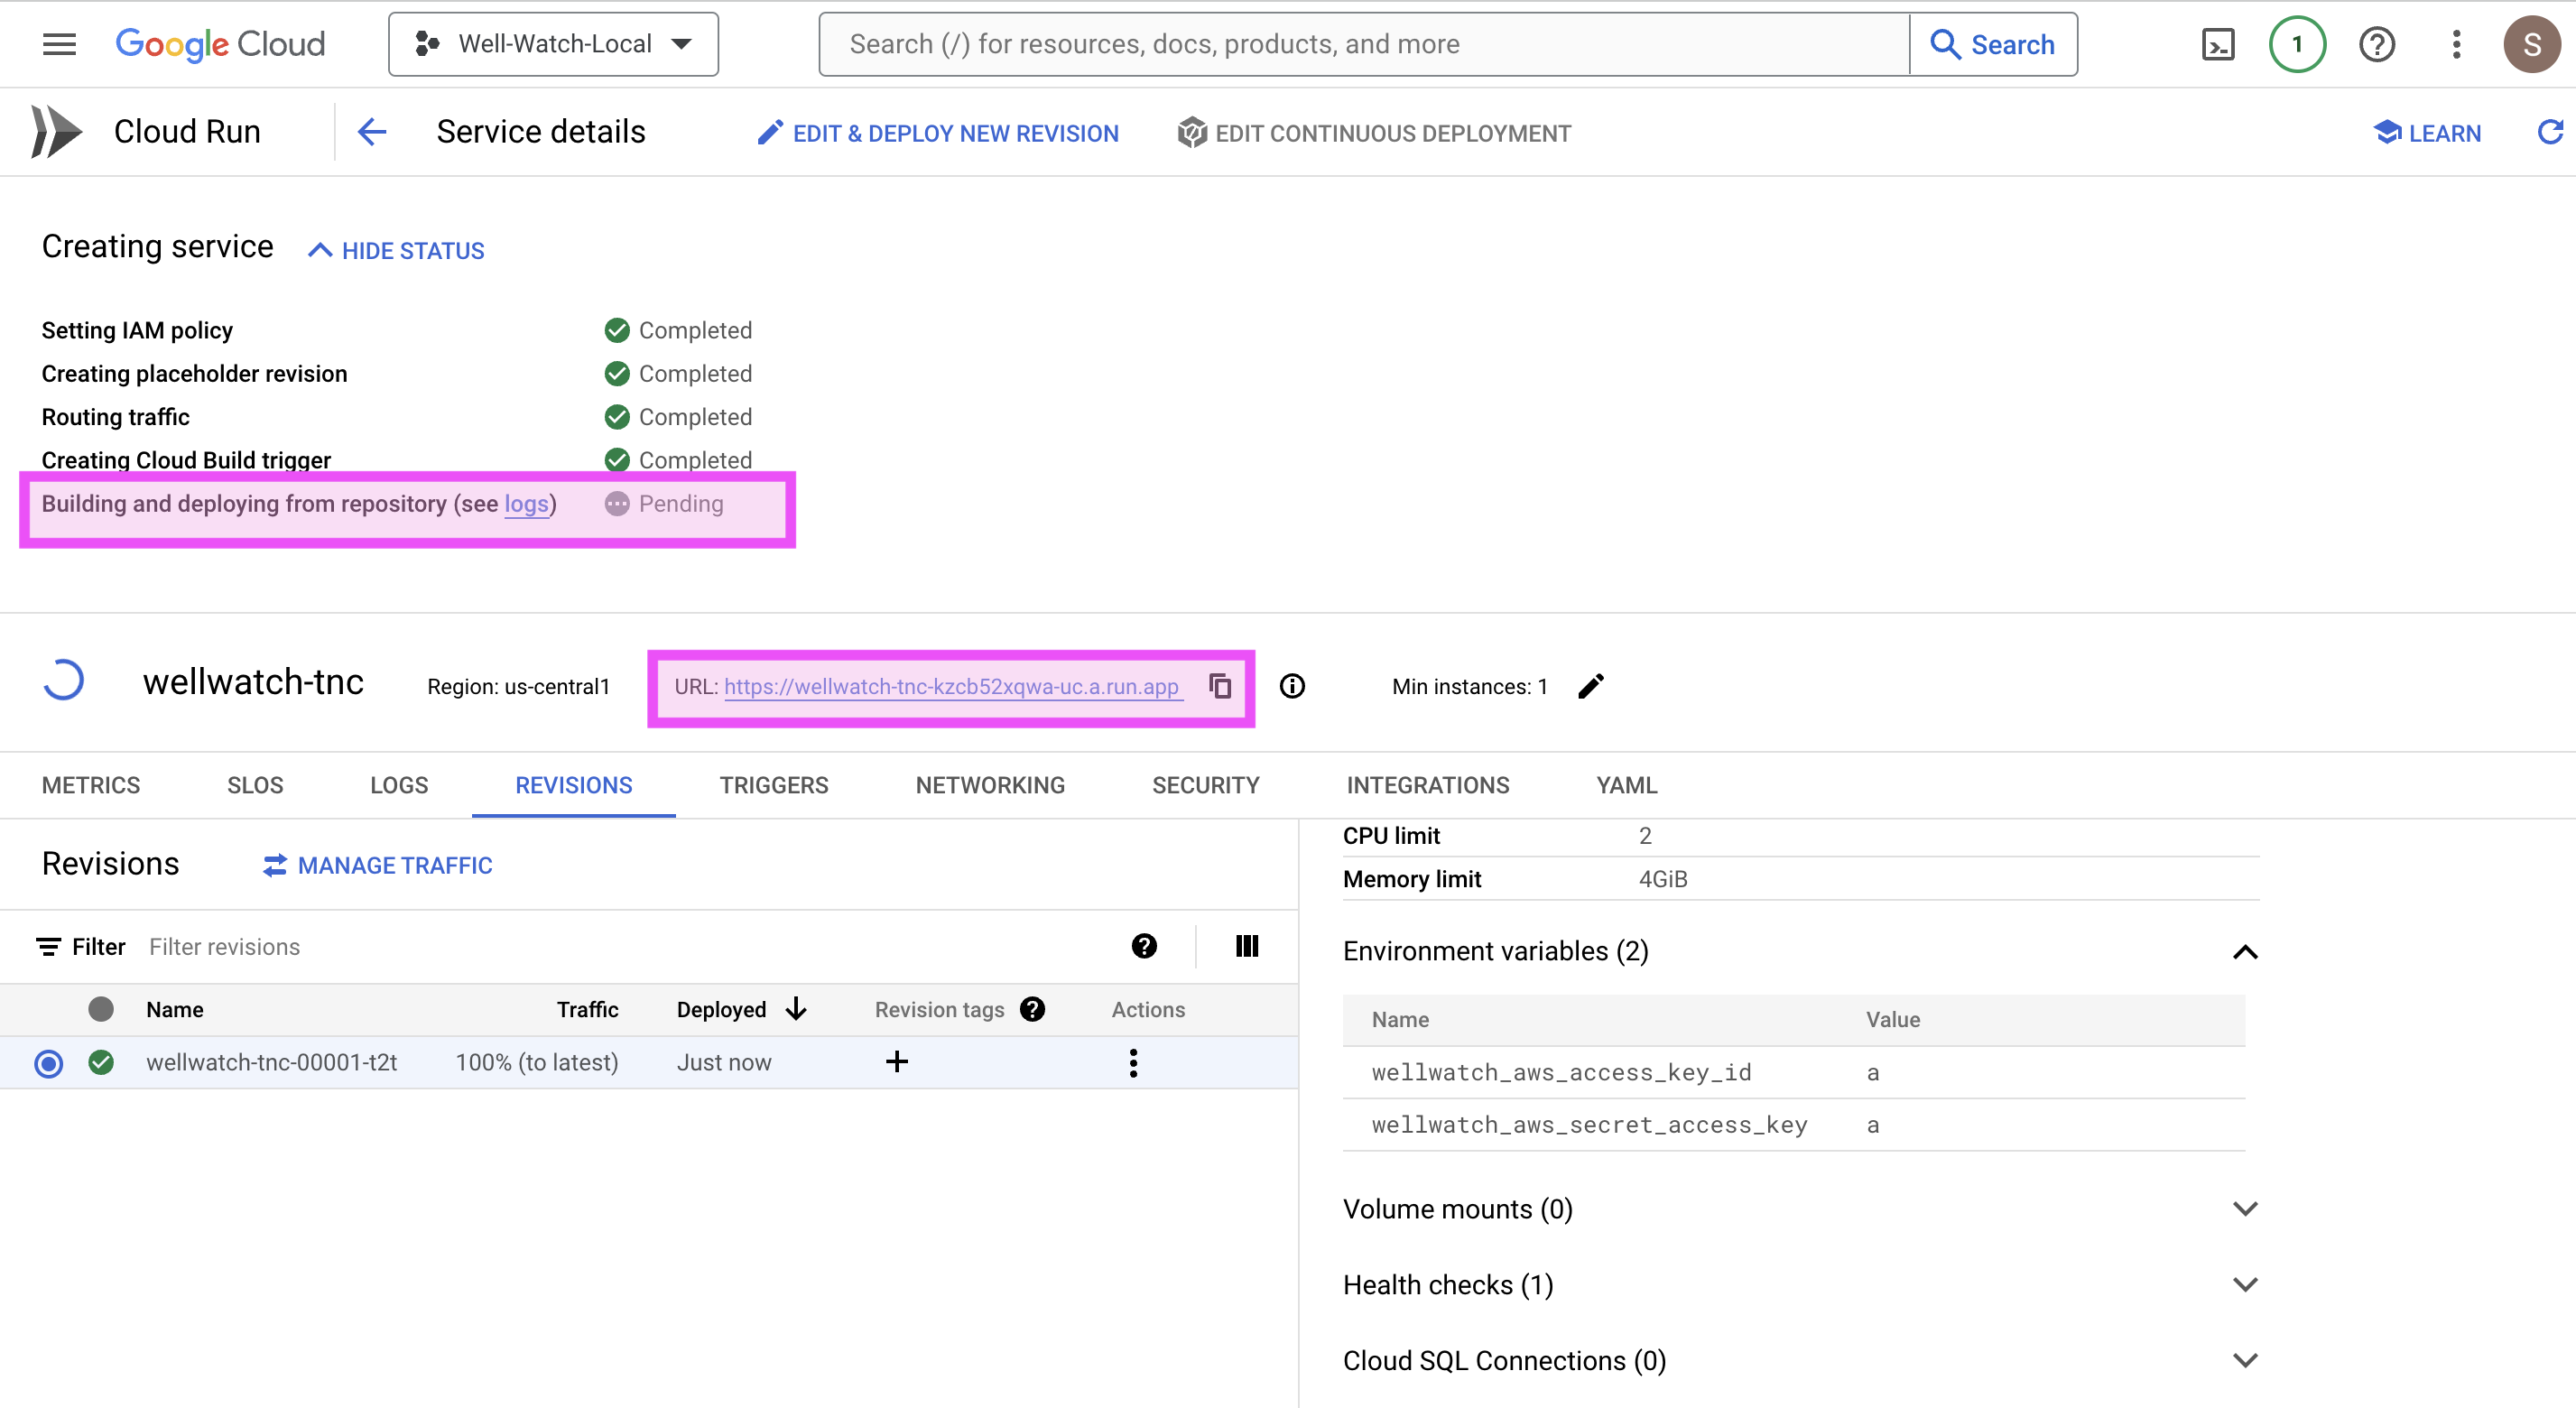 Google Cloud
Well-Watch-Local
Search (/) for resources, docs, products, and more
Search
1
S
Cloud Run
Service details
EDIT & DEPLOY NEW REVISION
EDIT CONTINUOUS DEPLOYMENT
LEARN
Creating service
HIDE STATUS
Setting IAM policy Completed
Creating placeholder revision Completed
Routing traffic Completed
Creating Cloud Build trigger Completed
Building and deploying from repository (see logs) Pending
wellwatch-tnc
Region: us-central1
URL: https://wellwatch-tnc-kzcb52xqwa-uc.a.run.app
Min instances: 1
METRICS SLOS LOGS REVISIONS TRIGGERS NETWORKING SECURITY INTEGRATIONS YAML
Revisions
MANAGE TRAFFIC
Filter Filter revisions
Name Traffic Deployed Revision tags Actions
wellwatch-tnc-00001-t2t 100% (to latest) Just now
CPU limit 2
Memory limit 4GiB
Environment variables (2)
Name Value
wellwatch_aws_access_key_id a
wellwatch_aws_secret_access_key a
Volume mounts (0)
Health checks (1)
Cloud SQL Connections (0)